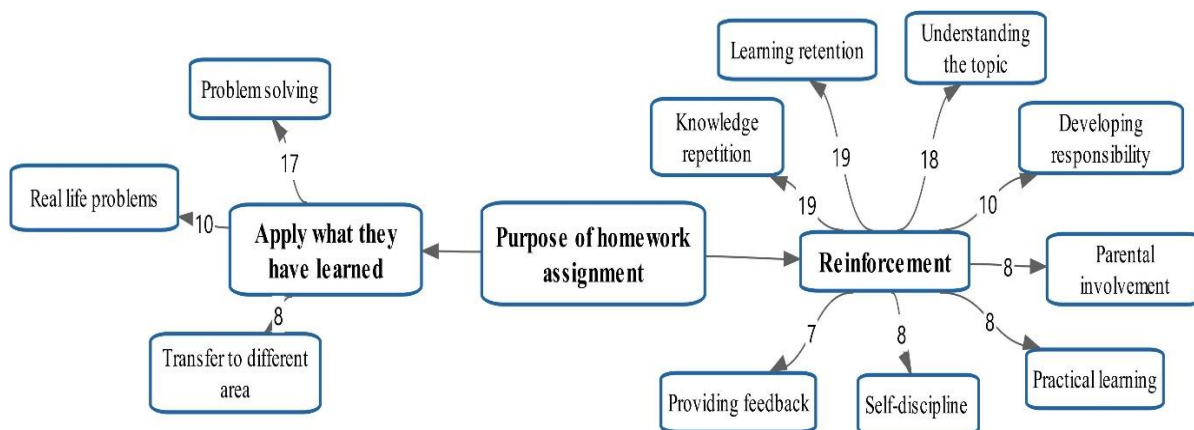 Problem solving
17
Real life problems
10
Apply what they
have learned
8
Transfer to different
area
Purpose of homework
assignment
Learning retention
Understanding
the topic
Knowledge
repetition
Developing
responsibility
19
18
19
10
Reinforcement
8
Parental
involvement
7
8
8
Providing feedback
Self-discipline
Practical learning